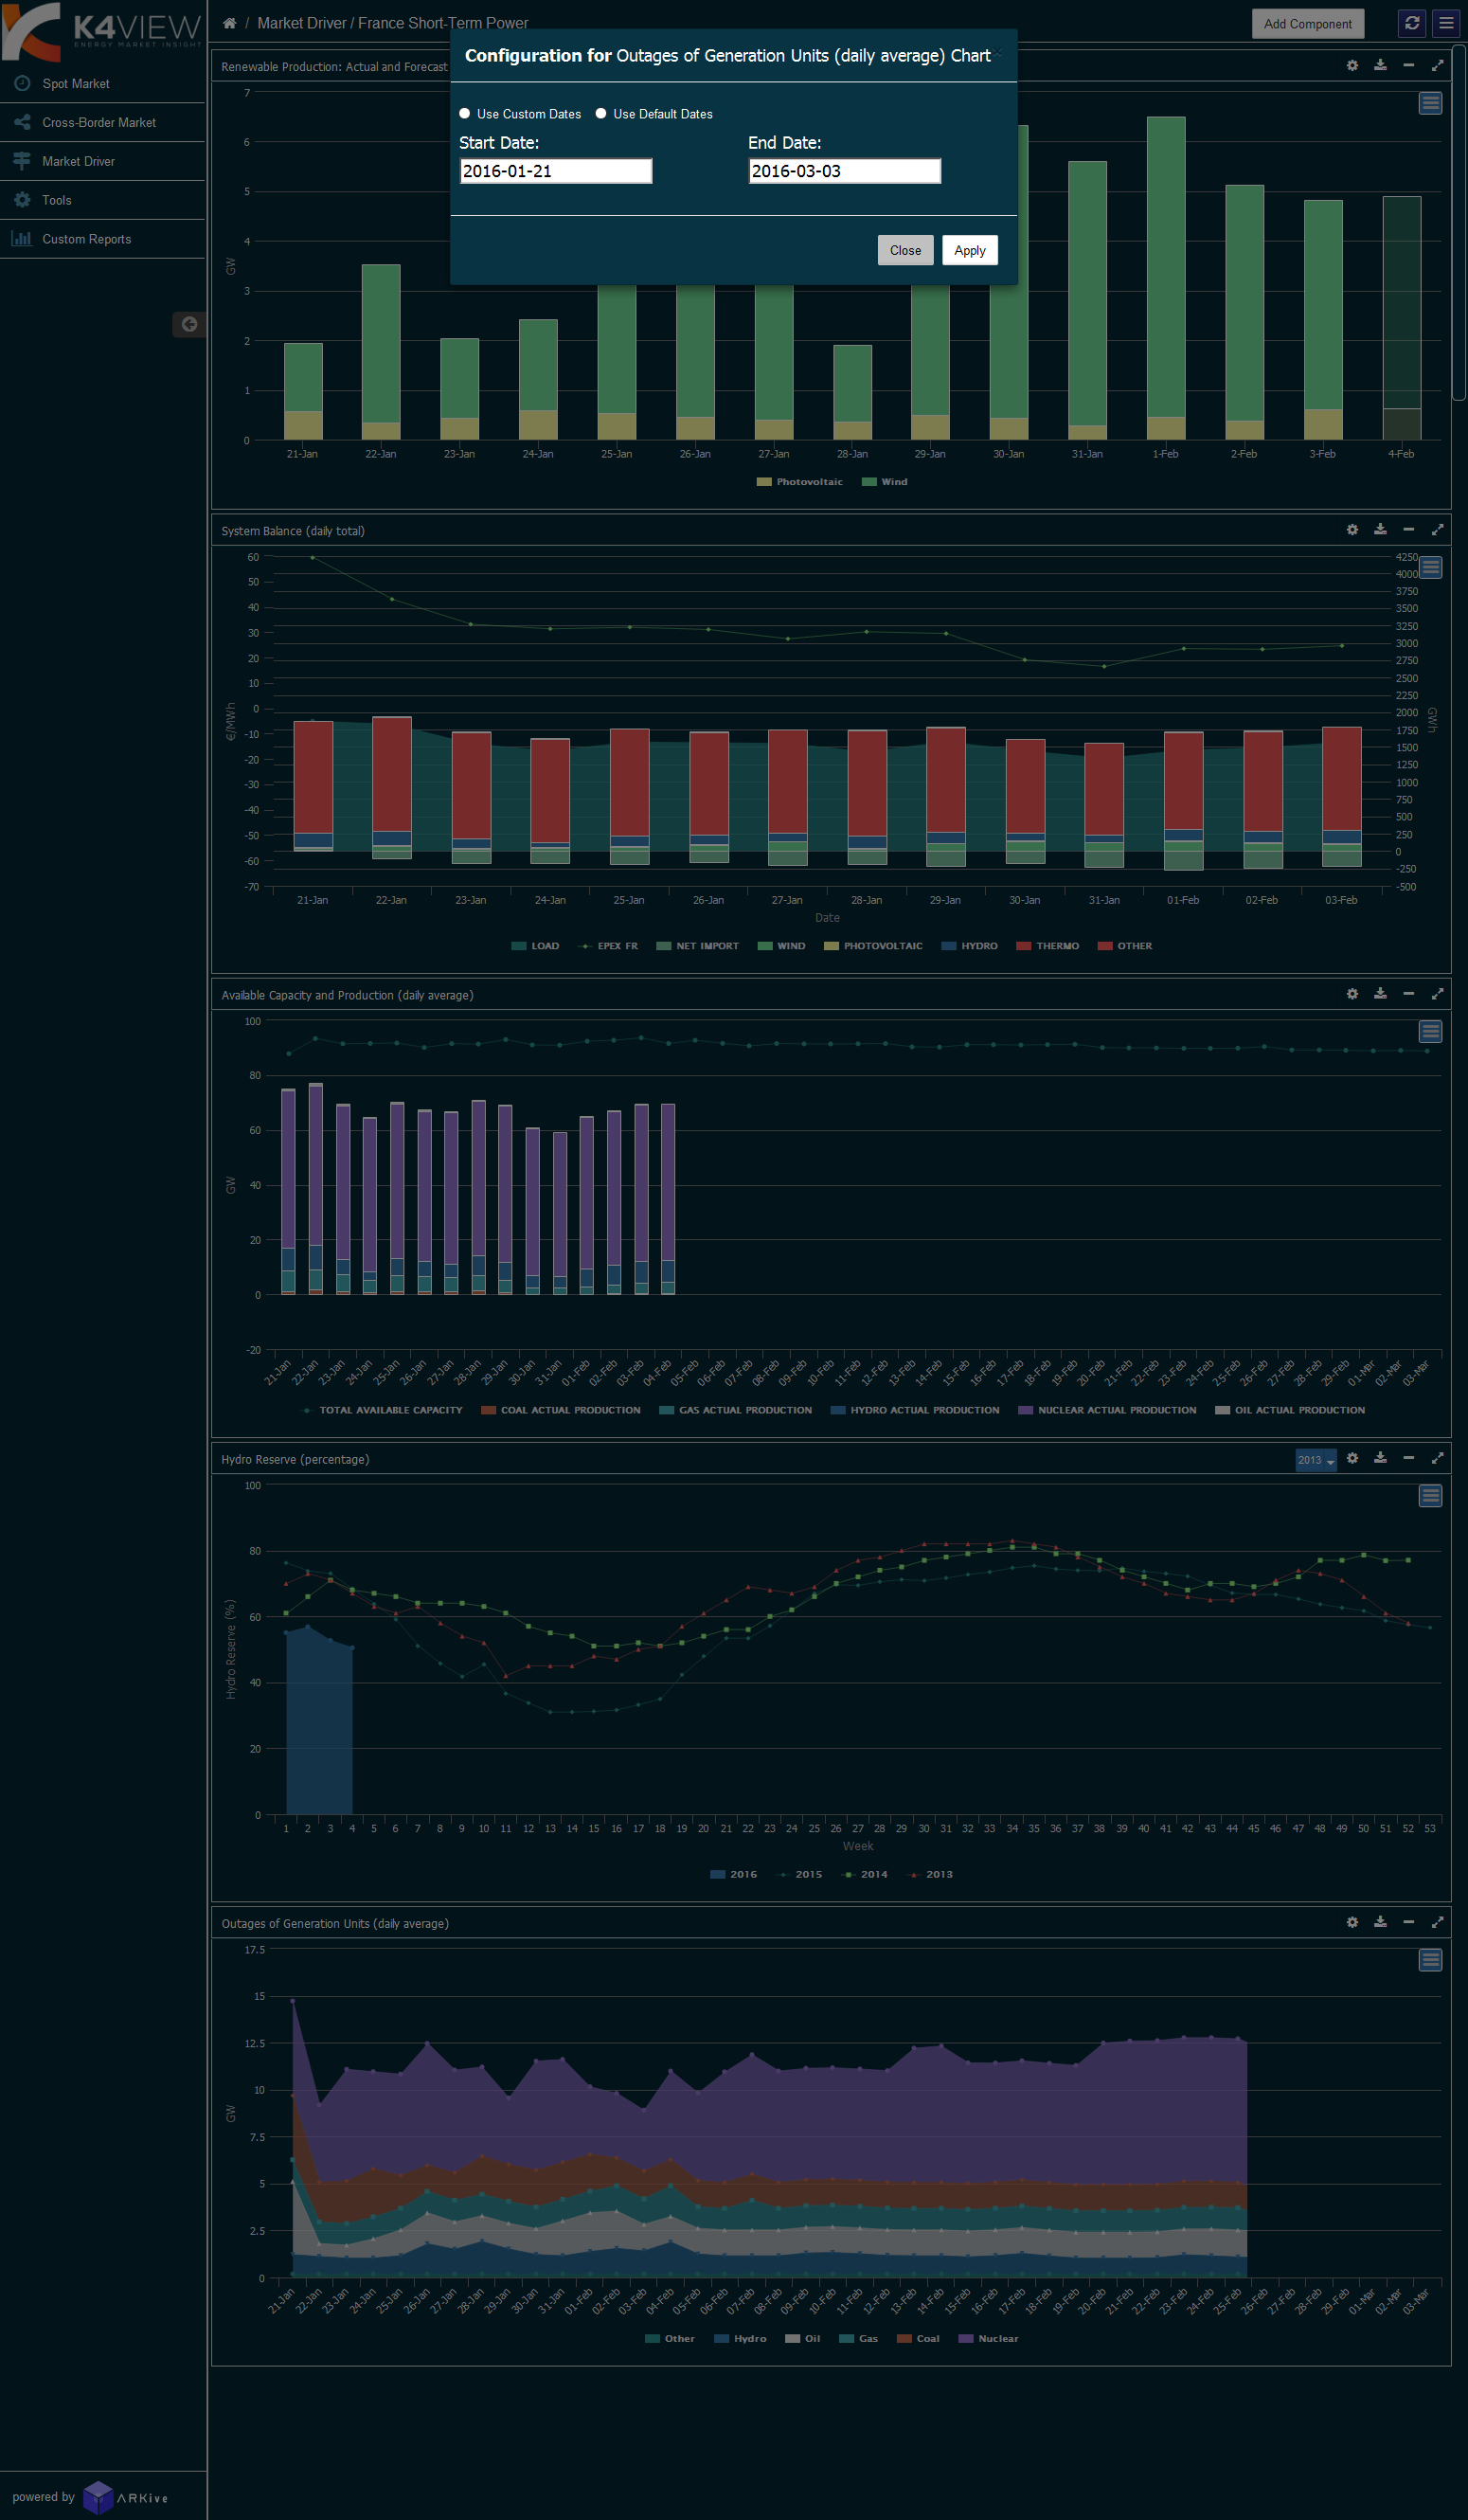 K4VIEW
ENERGY MARKET INSIGHT
Market Driver / France Short-Term Power
Add Component
Spot Market
Cross-Border Market
Market Driver
Tools
Custom Reports
Configuration for Outages of Generation Units (daily average) Chart
Use Custom Dates Use Default Dates
Start Date: End Date:
2016-01-21 2016-03-03
Close Apply
Renewable Production: Actual and Forecast
7
6
5
4
3
2
1
0
GW
21-Jan 22-Jan 23-Jan 24-Jan 25-Jan 26-Jan 27-Jan 28-Jan 29-Jan 30-Jan 31-Jan 1-Feb 2-Feb 3-Feb 4-Feb
Photovoltaic Wind
System Balance (daily total)
60 4250
50 4000
40 3750
30 3500
20 3250
10 3000
0 2750
-10 2500
-20 2250
-30 2000
-40 1750
-50 1500
-60 1250
-70 1000
750
500
250
0
-250
-500
€/MWh
GWh
21-Jan 22-Jan 23-Jan 24-Jan 25-Jan 26-Jan 27-Jan 28-Jan 29-Jan 30-Jan 31-Jan 01-Feb 02-Feb 03-Feb
Date
LOAD EPEX FR NET IMPORT WIND PHOTOVOLTAIC HYDRO THERMO OTHER
Available Capacity and Production (daily average)
100
80
60
40
20
0
-20
GW
21-Jan 22-Jan 23-Jan 24-Jan 25-Jan 26-Jan 27-Jan 28-Jan 29-Jan 30-Jan 31-Jan 01-Feb 02-Feb 03-Feb 04-Feb 05-Feb 06-Feb 07-Feb 08-Feb 09-Feb 10-Feb 11-Feb 12-Feb 13-Feb 14-Feb 15-Feb 16-Feb 17-Feb 18-Feb 19-Feb 20-Feb 21-Feb 22-Feb 23-Feb 24-Feb 25-Feb 26-Feb 27-Feb 28-Feb 29-Feb 01-Mar 02-Mar 03-Mar
TOTAL AVAILABLE CAPACITY COAL ACTUAL PRODUCTION GAS ACTUAL PRODUCTION HYDRO ACTUAL PRODUCTION NUCLEAR ACTUAL PRODUCTION OIL ACTUAL PRODUCTION
Hydro Reserve (percentage) 2013
100
80
60
40
20
0
Hydro Reserve (%)
1 2 3 4 5 6 7 8 9 10 11 12 13 14 15 16 17 18 19 20 21 22 23 24 25 26 27 28 29 30 31 32 33 34 35 36 37 38 39 40 41 42 43 44 45 46 47 48 49 50 51 52 53
Week
2016 2015 2014 2013
Outages of Generation Units (daily average)
17.5
15
12.5
10
7.5
5
2.5
0
GW
21-Jan 22-Jan 23-Jan 24-Jan 25-Jan 26-Jan 27-Jan 28-Jan 29-Jan 30-Jan 31-Jan 01-Feb 02-Feb 03-Feb 04-Feb 05-Feb 06-Feb 07-Feb 08-Feb 09-Feb 10-Feb 11-Feb 12-Feb 13-Feb 14-Feb 15-Feb 16-Feb 17-Feb 18-Feb 19-Feb 20-Feb 21-Feb 22-Feb 23-Feb 24-Feb 25-Feb 26-Feb 27-Feb 28-Feb 29-Feb 01-Mar 02-Mar 03-Mar
Other Hydro Oil Gas Coal Nuclear
powered by ARKive